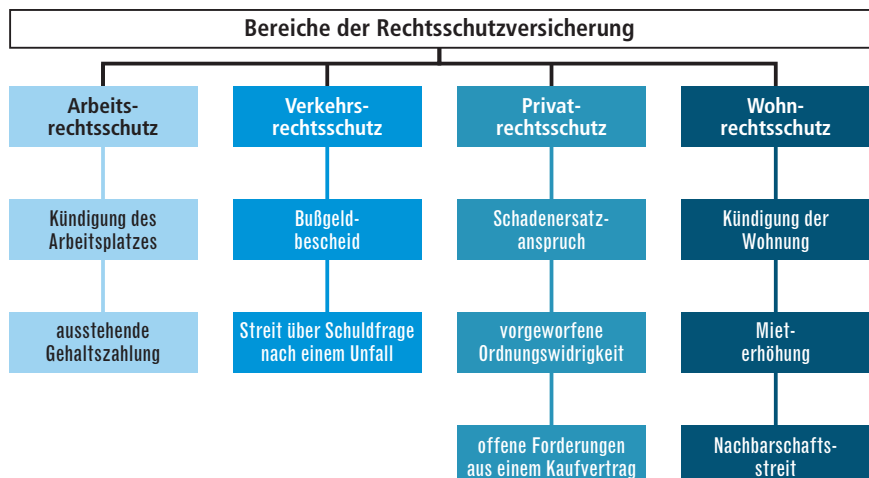 Bereiche der Rechtsschutzversicherung
Arbeits-
rechtsschutz
Kündigung des
Arbeitsplatzes
ausstehende
Gehaltszahlung
Verkehrs-
rechtsschutz
Bußgeld-
bescheid
Streit über Schuldfrage
nach einem Unfall
Privat-
rechtsschutz
Schadenersatz-
anspruch
vorgeworfene
Ordnungswidrigkeit
offene Forderungen
aus einem Kaufvertrag
Wohn-
rechtsschutz
Kündigung der
Wohnung
Miet-
erhöhung
Nachbarschafts-
streit